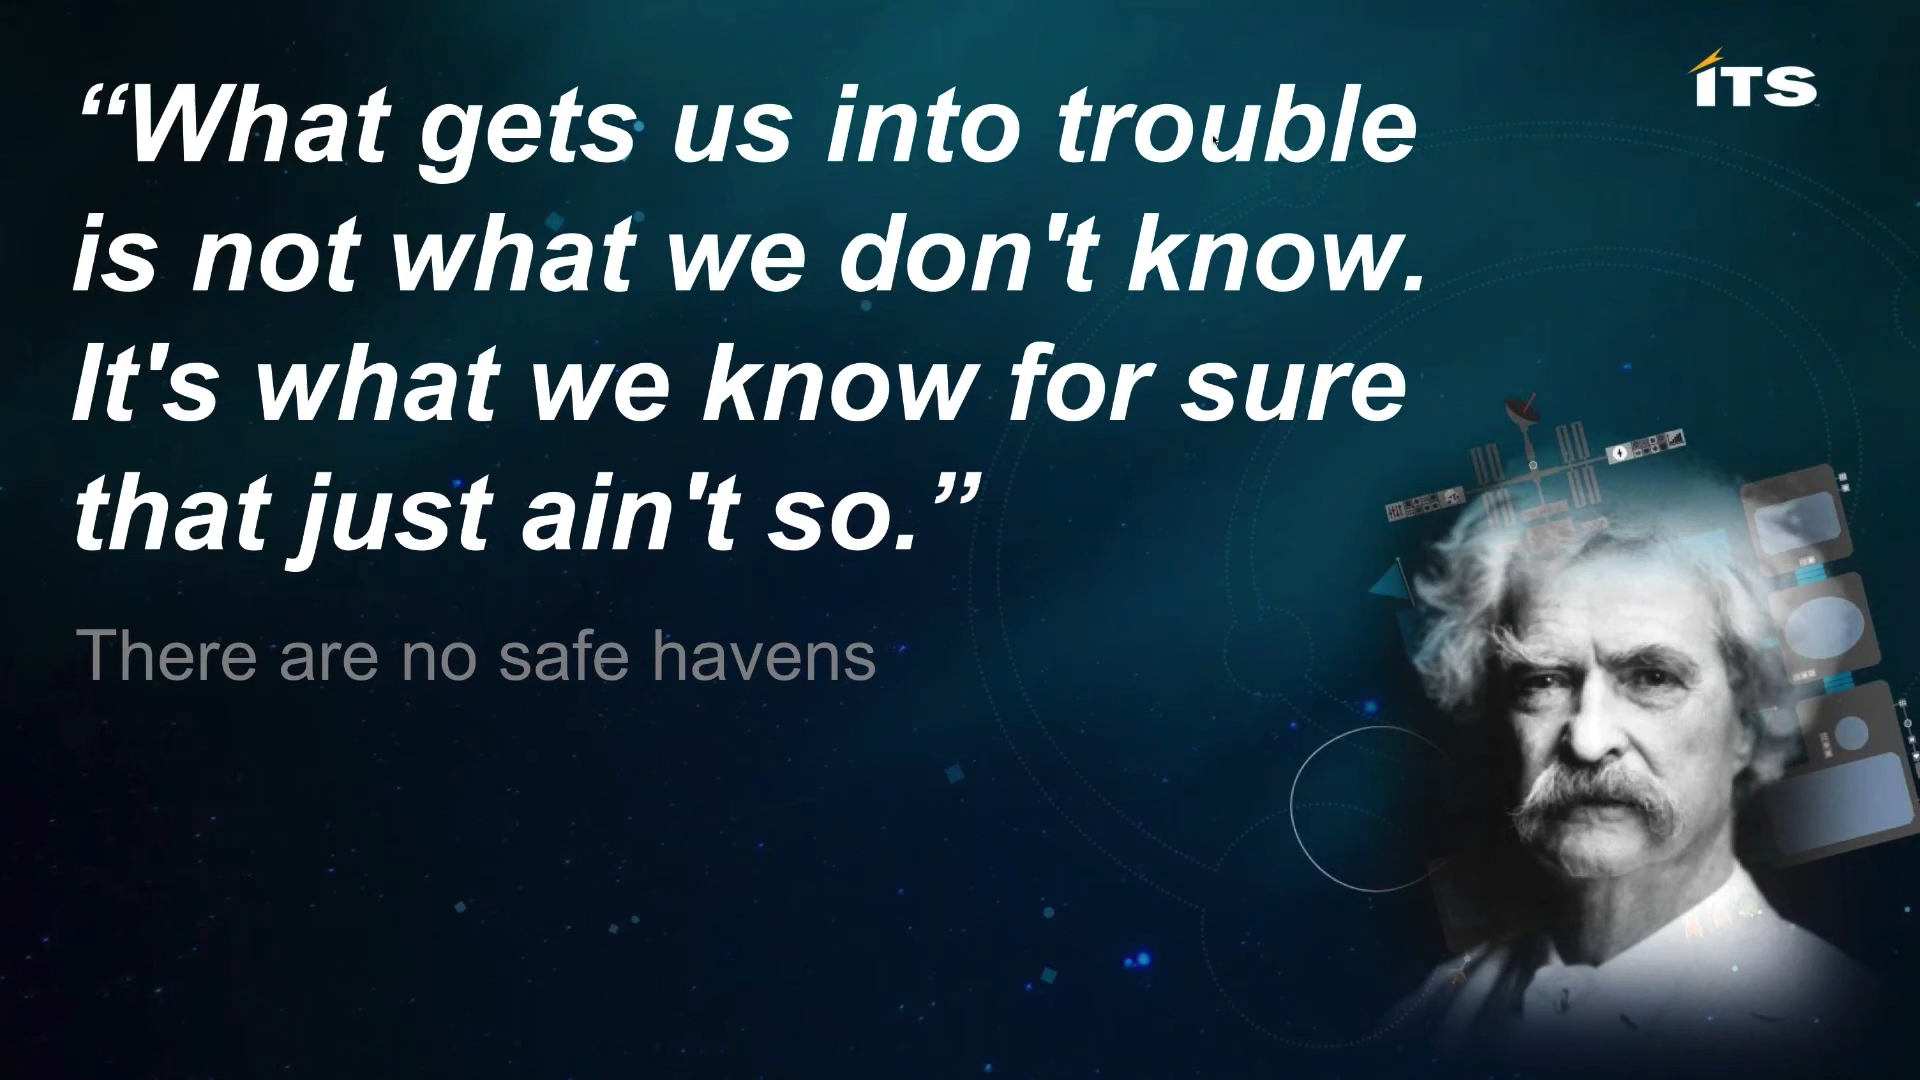 iTS
“What gets us into trouble
is not what we don't know.
It's what we know for sure
that just ain't so.”
There are no safe havens